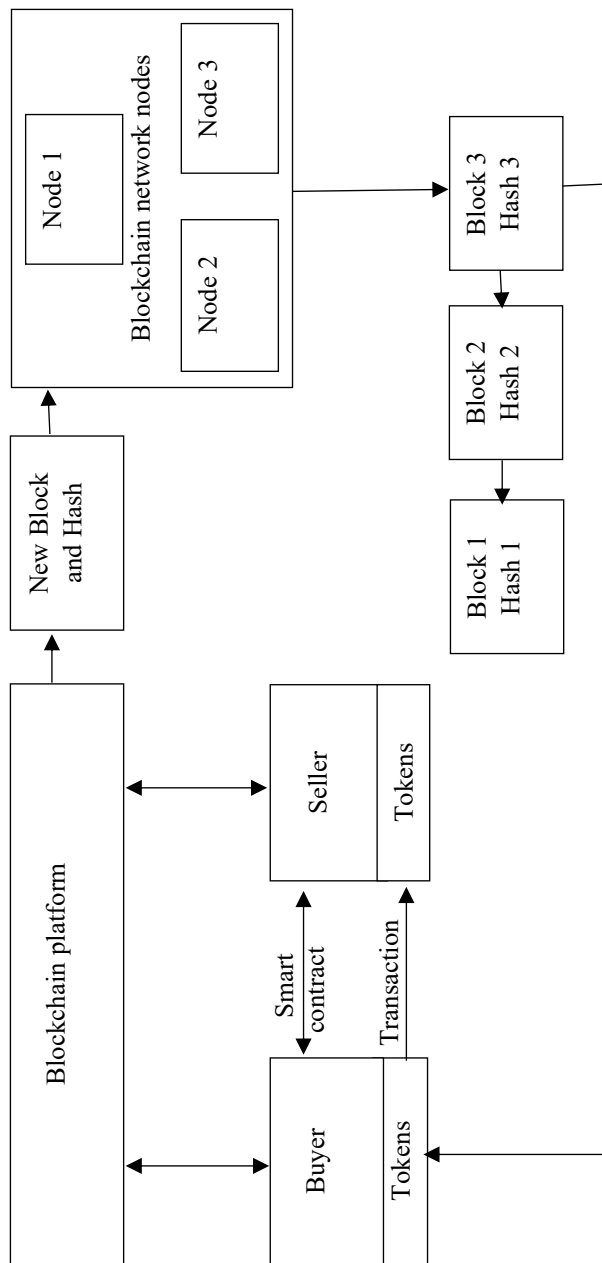 Blockchain platform
New Block
and Hash
Node 1
Blockchain network nodes
Node 2
Node 3
Buyer
Tokens
Smart
contract
Transaction
Seller
Tokens
Block 1
Hash 1
Block 2
Hash 2
Block 3
Hash 3